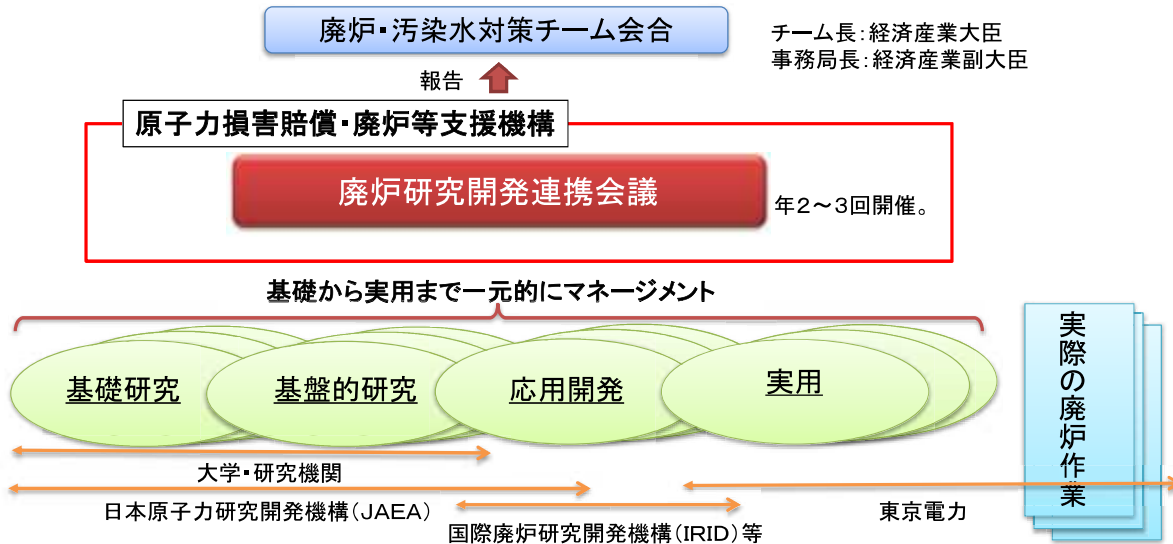 廃炉・汚染水対策チーム会合
チーム長:経済産業大臣
事務局長:経済産業副大臣
報告
原子力損害賠償・廃炉等支援機構
廃炉研究開発連携会議
年2～3回開催。
基礎から実用まで一元的にマネージメント
基礎研究
基盤的研究
応用開発
実用
実際の廃炉作業
大学・研究機関
日本原子力研究開発機構(JAEA)
国際廃炉研究開発機構(IRID)等
東京電力